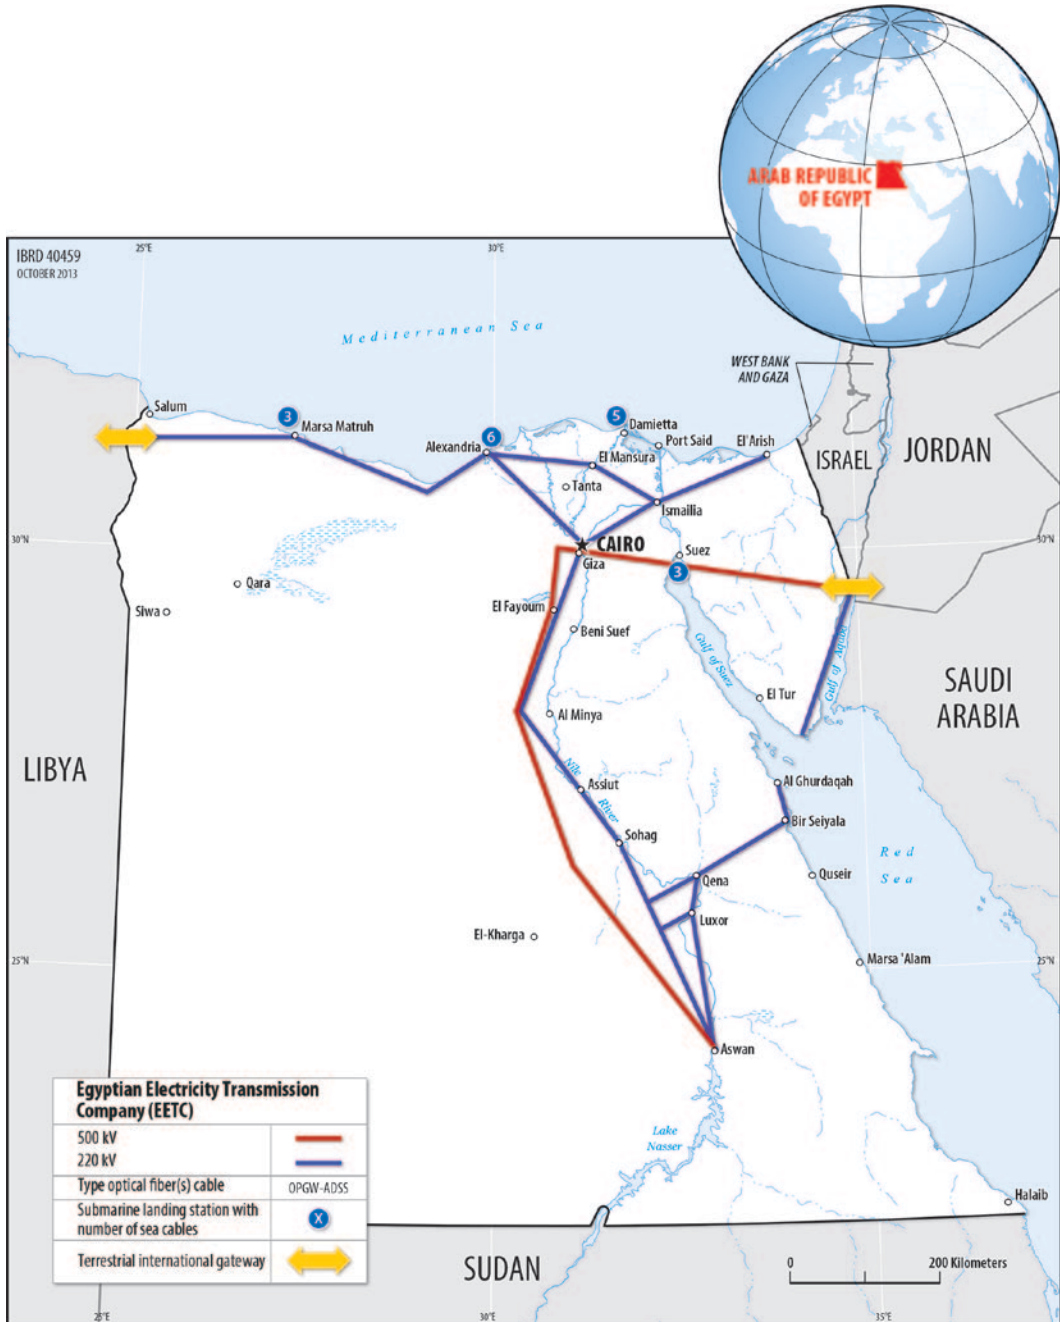 ARAB REPUBLIC
OF EGYPT
IBRD 40459
OCTOBER 2013
25°E
30°E
Mediterranean Sea
WEST BANK
AND GAZA
Salum
3
Marsa Matruh
6
Alexandria
5
Damietta
Port Said
El Mansura
El'Arish
ISRAEL
JORDAN
Tanta
Ismailia
30°N
CAIRO
30°N
Giza
Suez
3
Qara
Siwa
El Fayoum
Beni Suef
Gulf of Suez
Gulf of Aqaba
El Tur
SAUDI
ARABIA
Al Minya
LIBYA
Nile
River
Assiut
Al Ghurdaqah
Bir Seiyala
Sohag
Red
Sea
Qena
Quseir
Luxor
El-Kharga
25°N
Marsa 'Alam
25°N
Aswan
Egyptian Electricity Transmission
Company (EETC)
500 kV
220 kV
Type optical fiber(s) cable
OPGW-ADSS
Submarine landing station with
number of sea cables
X
Terrestrial international gateway
Lake
Nasser
Halaib
SUDAN
0
200 Kilometers
25°E
30°E
35°E